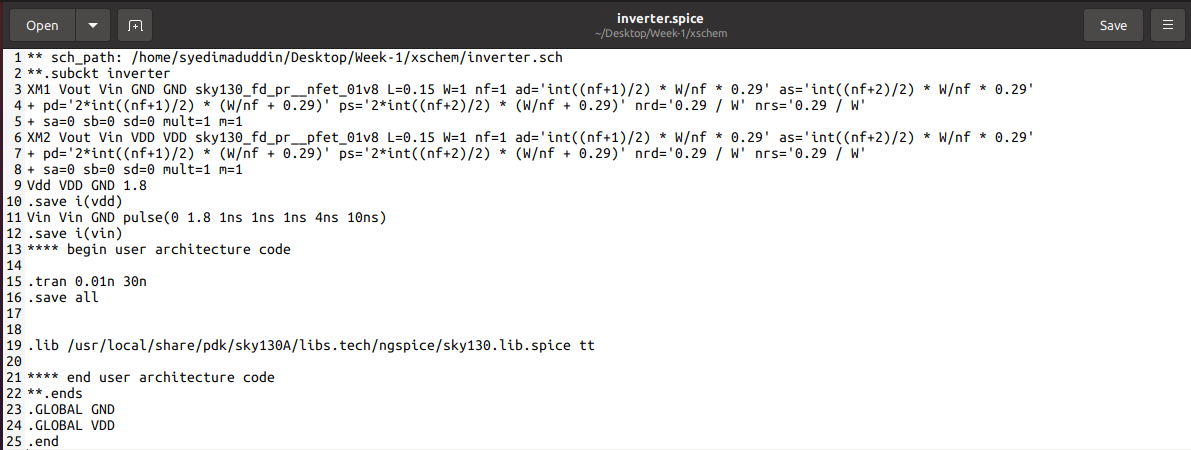 Open
inverter.spice
~/Desktop/Week-1/xschem
Save
1 ** sch_path: /home/syedimaduddin/Desktop/Week-1/xschem/inverter.sch
2 **.subckt inverter
3 XM1 Vout Vin GND GND sky130_fd_pr__nfet_01v8 L=0.15 W=1 nf=1 ad='int((nf+1)/2) * W/nf * 0.29' as='int((nf+2)/2) * W/nf * 0.29'
4 + pd='2*int((nf+1)/2) * (W/nf + 0.29)' ps='2*int((nf+2)/2) * (W/nf + 0.29)' nrd='0.29 / W' nrs='0.29 / W'
5 + sa=0 sb=0 sd=0 mult=1 m=1
6 XM2 Vout Vin VDD VDD sky130_fd_pr__pfet_01v8 L=0.15 W=1 nf=1 ad='int((nf+1)/2) * W/nf * 0.29' as='int((nf+2)/2) * W/nf * 0.29'
7 + pd='2*int((nf+1)/2) * (W/nf + 0.29)' ps='2*int((nf+2)/2) * (W/nf + 0.29)' nrd='0.29 / W' nrs='0.29 / W'
8 + sa=0 sb=0 sd=0 mult=1 m=1
9 Vdd VDD GND 1.8
10 .save i(vdd)
11 Vin Vin GND pulse(0 1.8 1ns 1ns 1ns 4ns 10ns)
12 .save i(vin)
13 **** begin user architecture code
14
15 .tran 0.01n 30n
16 .save all
17
18
19 .lib /usr/local/share/pdk/sky130A/libs.tech/ngspice/sky130.lib.spice tt
20
21 **** end user architecture code
22 **.ends
23 .GLOBAL GND
24 .GLOBAL VDD
25 .end